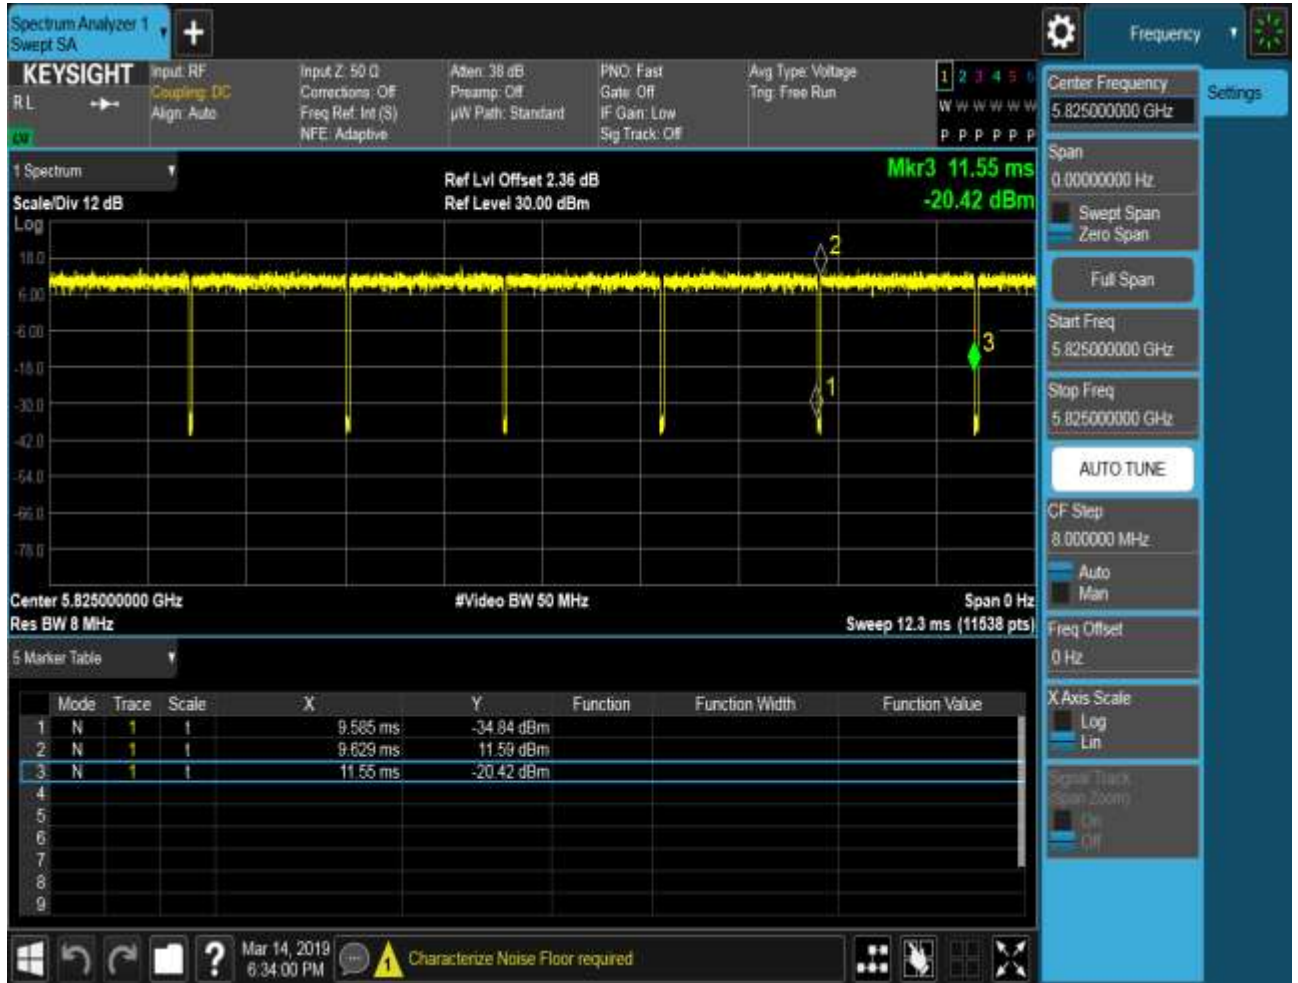 Spectrum Analyzer 1
Swept SA
+
Frequency
KEYSIGHT
RL
Input: RF
Coupling: DC
Align: Auto
Input Z: 50 Ω
Corrections: Off
Freq Ref: Int (S)
NFE: Adaptive
Atten: 38 dB
Preamp: Off
µW Path: Standard
PNO: Fast
Gate: Off
IF Gain: Low
Sig Track: Off
Avg Type: Voltage
Trig: Free Run
1 2 3 4 5 6
W W W W W W
P P P P P P
1 Spectrum
Scale/Div 12 dB
Ref Lvl Offset 2.36 dB
Ref Level 30.00 dBm
Mkr3 11.55 ms
-20.42 dBm
Log
18.0
6.00
-6.00
-18.0
-30.0
-42.0
-54.0
-66.0
-78.0
2
3
1
Center 5.825000000 GHz
Res BW 8 MHz
#Video BW 50 MHz
Span 0 Hz
Sweep 12.3 ms (11538 pts)
5 Marker Table
Mode Trace Scale X Y Function Function Width Function Value
1 N 1 t 9.585 ms -34.84 dBm
2 N 1 t 9.629 ms 11.59 dBm
3 N 1 t 11.55 ms -20.42 dBm
4
5
6
7
8
9
Mar 14, 2019
6:34:00 PM
?
1
Characterize Noise Floor required
Center Frequency
5.825000000 GHz
Settings
Span
0.00000000 Hz
Swept Span
Zero Span
Full Span
Start Freq
5.825000000 GHz
Stop Freq
5.825000000 GHz
AUTO TUNE
CF Step
8.000000 MHz
Auto
Man
Freq Offset
0 Hz
X Axis Scale
Log
Lin
Signal Track
(Span Zoom)
On
Off